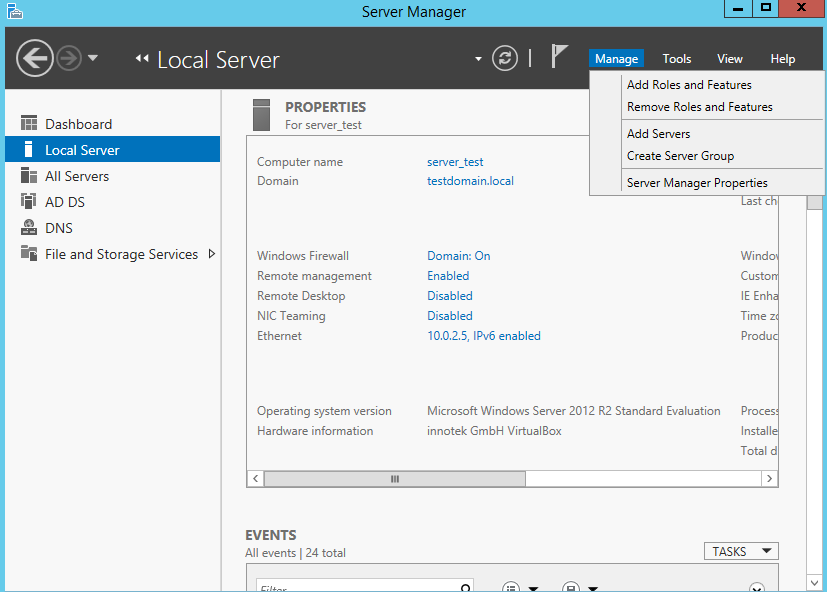 Server Manager
Local Server
Manage Tools View Help
Add Roles and Features
Remove Roles and Features
Add Servers
Create Server Group
Server Manager Properties
Dashboard
Local Server
All Servers
AD DS
DNS
File and Storage Services
PROPERTIES
For server_test
Computer name server_test
Domain testdomain.local
Last che
Windows Firewall Domain: On Window
Remote management Enabled Custom
Remote Desktop Disabled IE Enha
NIC Teaming Disabled Time zo
Ethernet 10.0.2.5, IPv6 enabled Produc
Operating system version Microsoft Windows Server 2012 R2 Standard Evaluation Process
Hardware information innotek GmbH VirtualBox Installe
Total d
EVENTS
All events | 24 total
TASKS
Filter